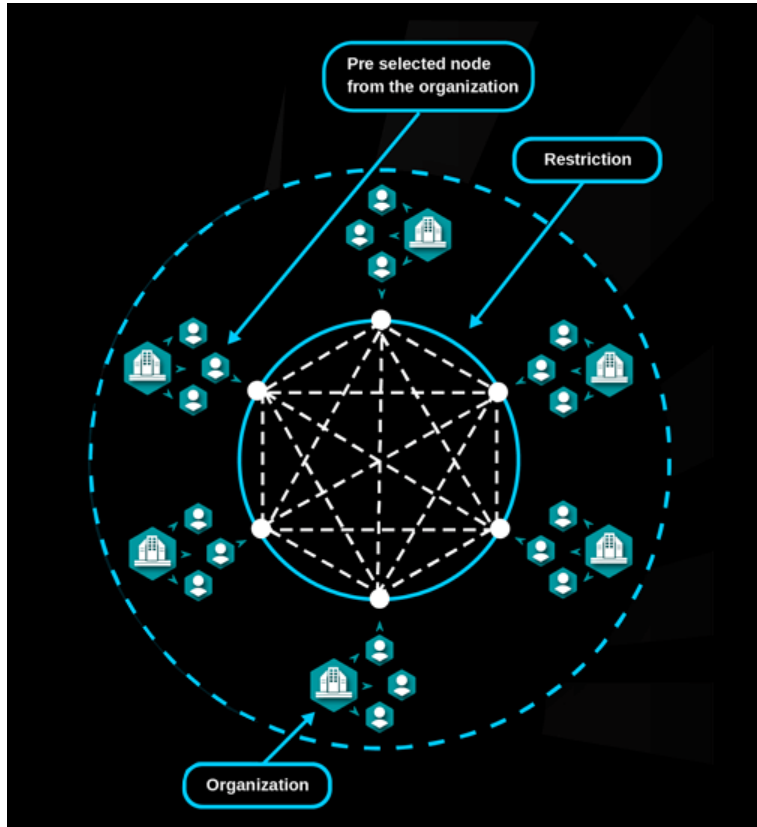 Pre selected node
from the organization
Restriction
Organization